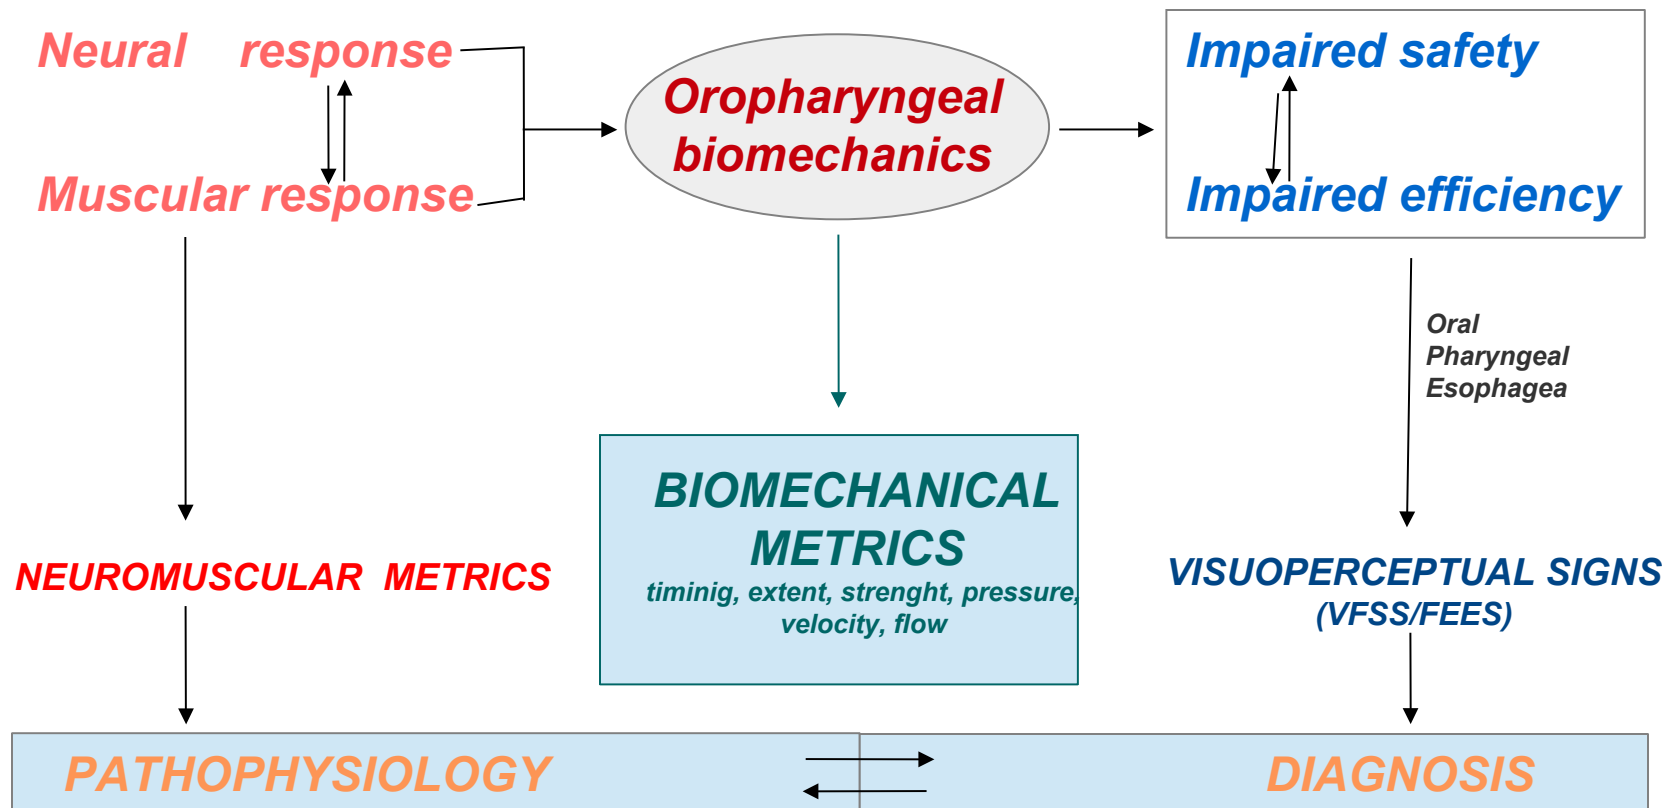 Neural response
Muscular response
Oropharyngeal
biomechanics
Impaired safety
Impaired efficiency
Oral
Pharyngeal
Esophagea
NEUROMUSCULAR METRICS
BIOMECHANICAL
METRICS
timinig, extent, strenght, pressure,
velocity, flow
VISUOPERCEPTUAL SIGNS
(VFSS/FEES)
PATHOPHYSIOLOGY
DIAGNOSIS